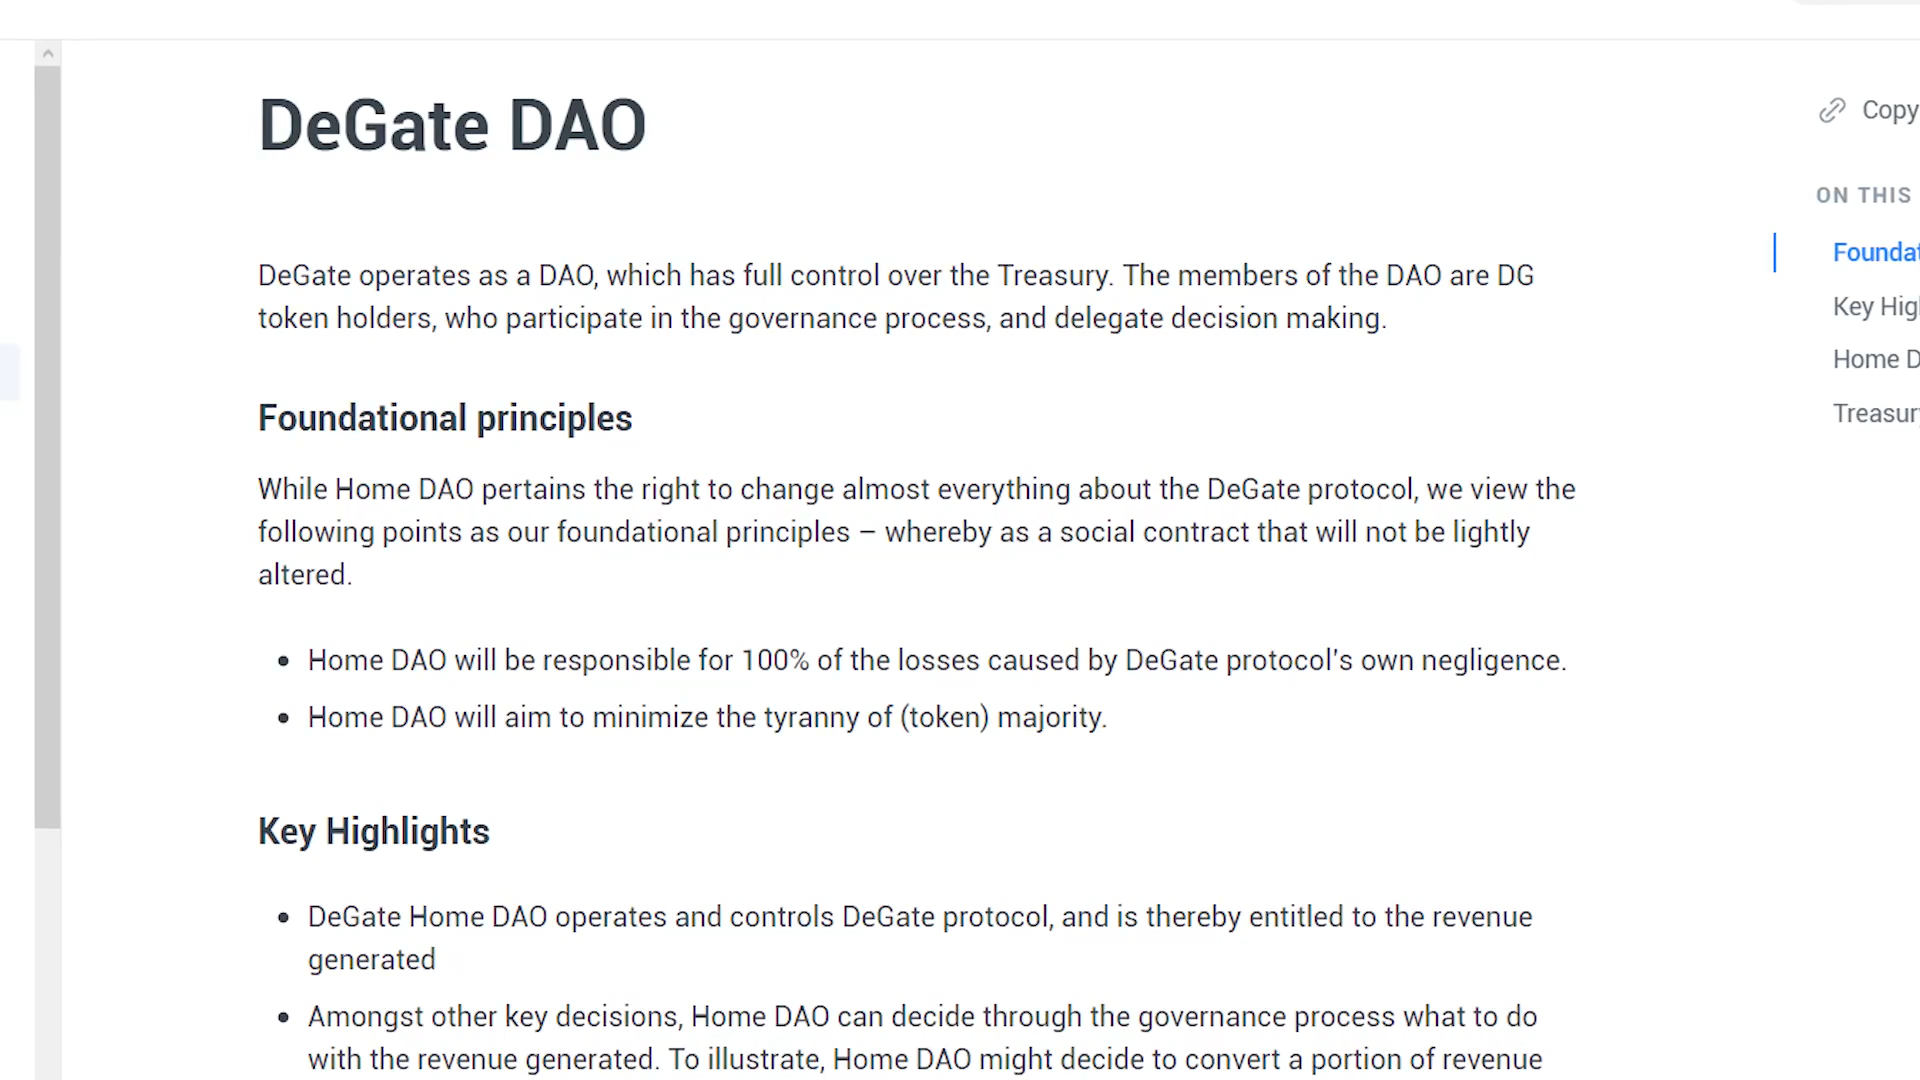 DeGate DAO
DeGate operates as a DAO, which has full control over the Treasury. The members of the DAO are DG
token holders, who participate in the governance process, and delegate decision making.
Foundational principles
While Home DAO pertains the right to change almost everything about the DeGate protocol, we view the
following points as our foundational principles – whereby as a social contract that will not be lightly
altered.
• Home DAO will be responsible for 100% of the losses caused by DeGate protocol's own negligence.
• Home DAO will aim to minimize the tyranny of (token) majority.
Key Highlights
• DeGate Home DAO operates and controls DeGate protocol, and is thereby entitled to the revenue
generated
• Amongst other key decisions, Home DAO can decide through the governance process what to do
with the revenue generated. To illustrate, Home DAO might decide to convert a portion of revenue
Copy
ON THIS
Foundat
Key Hig
Home D
Treasur